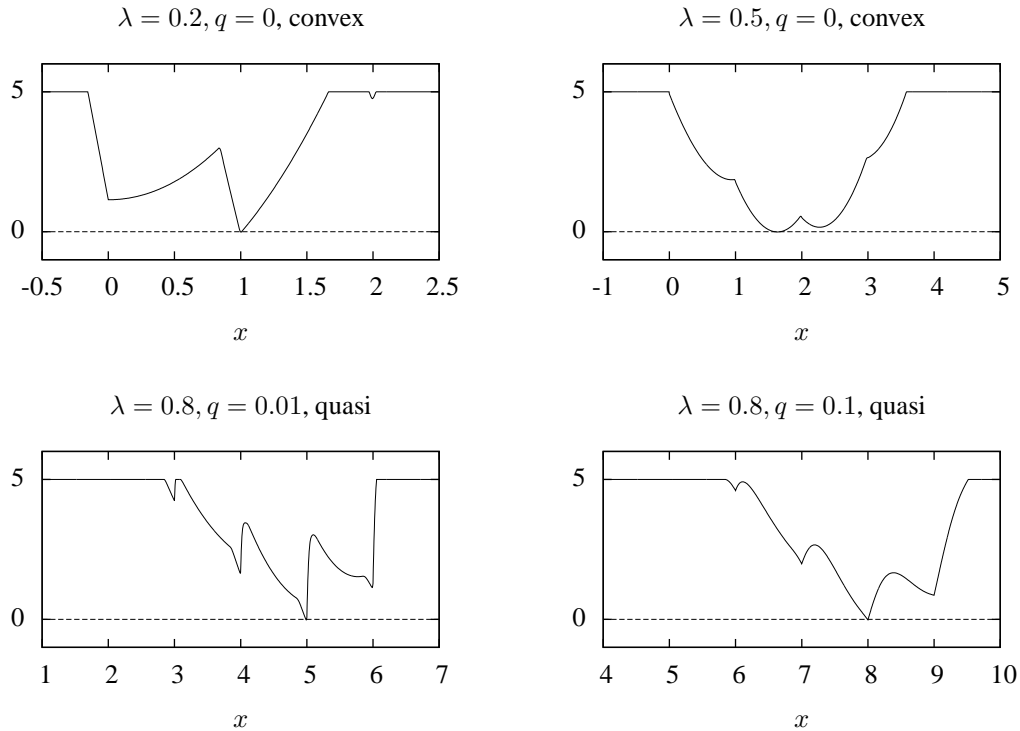 λ = 0.2, q = 0, convex
5
0
-0.5 0 0.5 1 1.5 2 2.5
x
λ = 0.5, q = 0, convex
5
0
-1 0 1 2 3 4 5
x
λ = 0.8, q = 0.01, quasi
5
0
1 2 3 4 5 6 7
x
λ = 0.8, q = 0.1, quasi
5
0
4 5 6 7 8 9 10
x